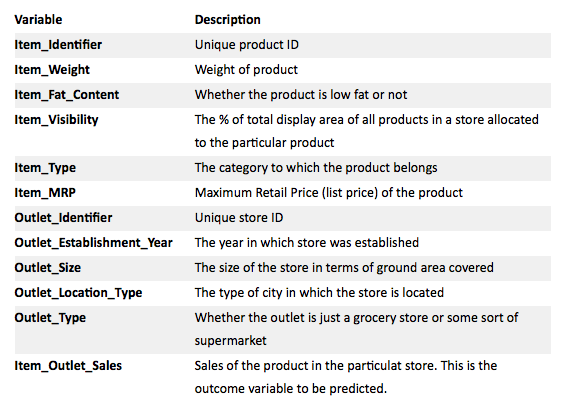 Variable Description
Item_Identifier Unique product ID
Item_Weight Weight of product
Item_Fat_Content Whether the product is low fat or not
Item_Visibility The % of total display area of all products in a store allocated
to the particular product
Item_Type The category to which the product belongs
Item_MRP Maximum Retail Price (list price) of the product
Outlet_Identifier Unique store ID
Outlet_Establishment_Year The year in which store was established
Outlet_Size The size of the store in terms of ground area covered
Outlet_Location_Type The type of city in which the store is located
Outlet_Type Whether the outlet is just a grocery store or some sort of
supermarket
Item_Outlet_Sales Sales of the product in the particulat store. This is the
outcome variable to be predicted.